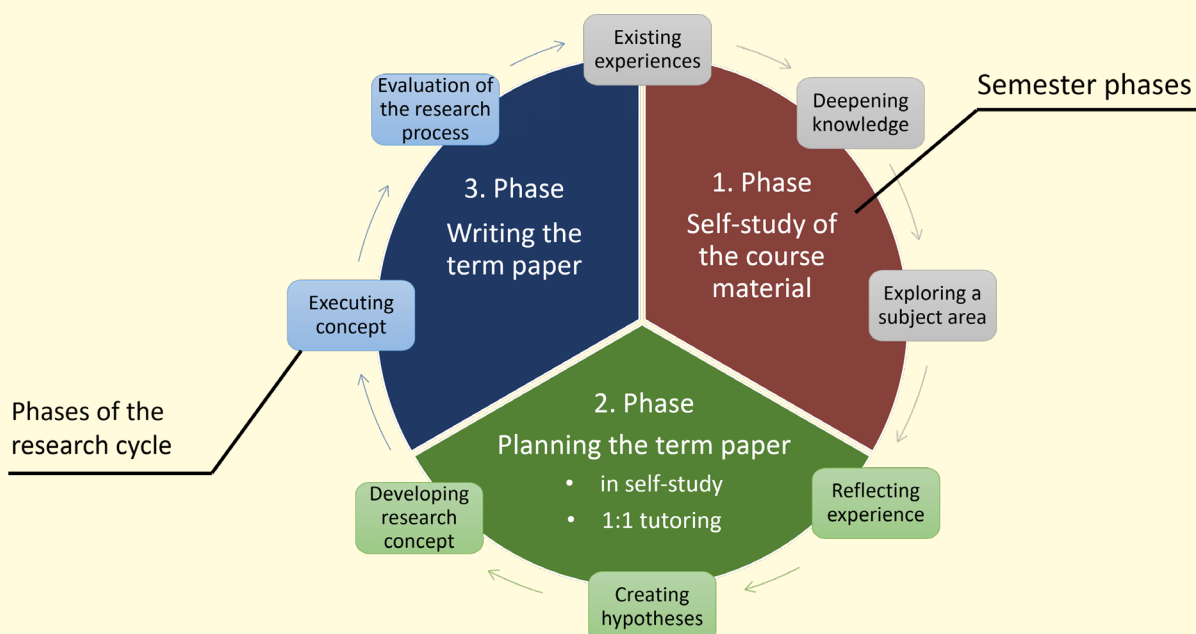 Existing
experiences
Deepening
knowledge
Semester phases
Exploring a
subject area
Reflecting
experience
Creating
hypotheses
Developing
research
concept
Executing
concept
Evaluation of
the research
process
Phases of the
research cycle
1. Phase
Self-study of
the course
material
2. Phase
Planning the term paper
• in self-study
• 1:1 tutoring
3. Phase
Writing the
term paper